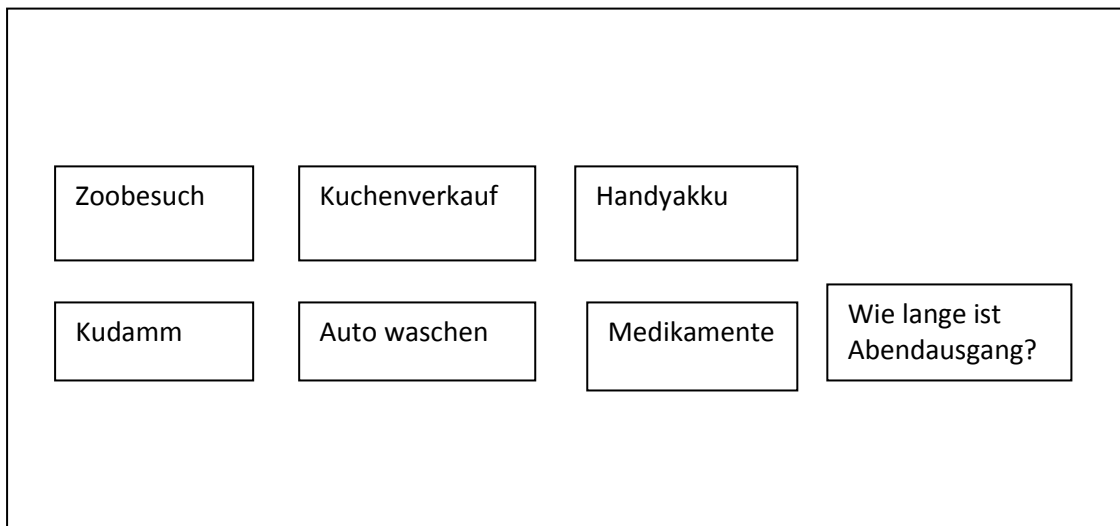 Zoobesuch
Kuchenverkauf
Handyakku
Kudamm
Auto waschen
Medikamente
Wie lange ist
Abendausgang?